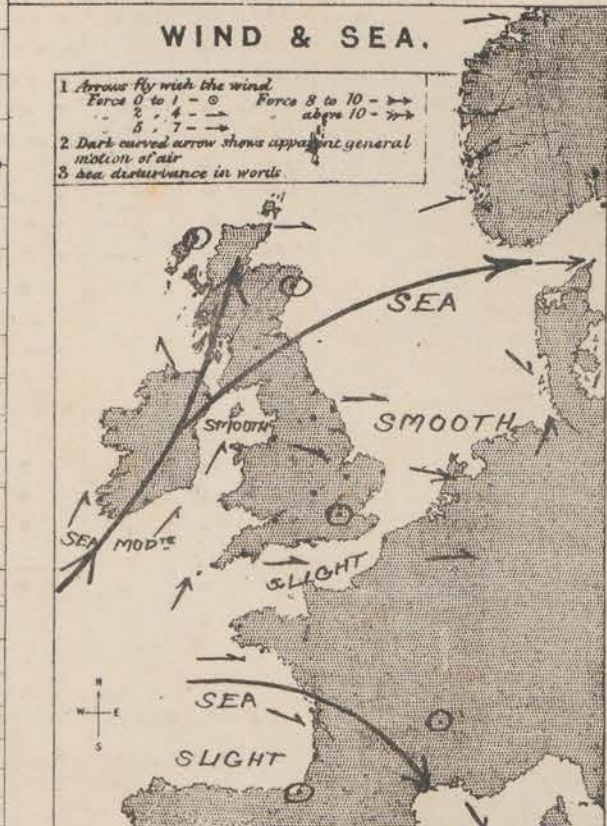 WIND & SEA.
1 Arrows fly with the wind
Force 0 to 1 - ⊙ Force 8 to 10 - ↠
" 2 " 4 - → " above 10 -
" 5 " 7 - →
2 Dark curved arrow shows apparent general
motion of air
3 Sea disturbance in words
SEA
SMOOTH
SMOOTH
SEA MODTE
SLIGHT
N
W E
S
SEA
SLIGHT